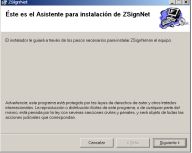 ZSignNet
Éste es el Asistente para instalación de ZSignNet
El instalador le guiará a través de los pasos necesarios para instalar ZSignNet en el equipo.
Advertencia: este programa está protegido por las leyes de derechos de autor y otros tratados
internacionales. La reproducción o distribución ilícitas de este programa, o de cualquier parte del
mismo, está penada por la ley con severas sanciones civiles y penales, y será objeto de todas las
acciones judiciales que correspondan.
Cancelar
< Atrás
Siguiente >